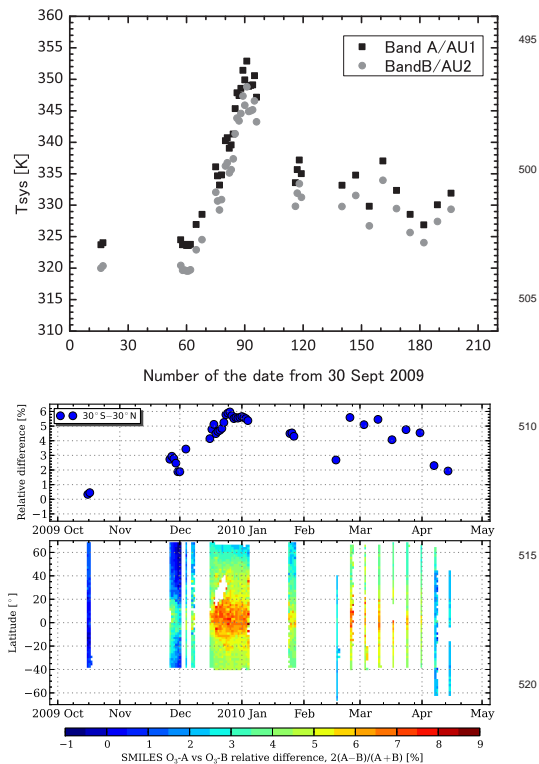 360
355
350
345
340
335
330
325
320
315
310
Tsys [K]
Band A/AU1
BandB/AU2
0 30 60 90 120 150 180 210
Number of the date from 30 Sept 2009
495
500
505
510
515
520
Relative difference [%]
6
5
4
3
2
1
0
−1
30°S−30°N
2009 Oct Nov Dec 2010 Jan Feb Mar Apr May
Latitude [°]
60
40
20
0
−20
−40
−60
2009 Oct Nov Dec 2010 Jan Feb Mar Apr May
−1 0 1 2 3 4 5 6 7 8 9
SMILES O₃-A vs O₃-B relative difference, 2(A−B)/(A+B) [%]